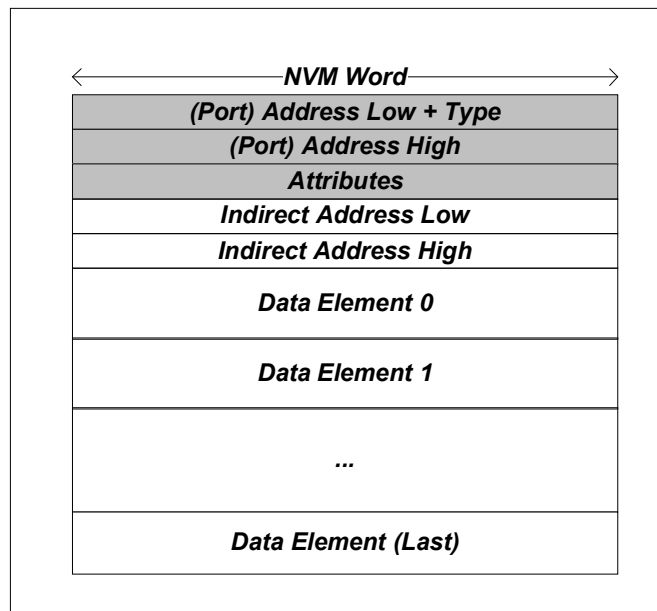 NVM Word
(Port) Address Low + Type
(Port) Address High
Attributes
Indirect Address Low
Indirect Address High
Data Element 0
Data Element 1
...
Data Element (Last)